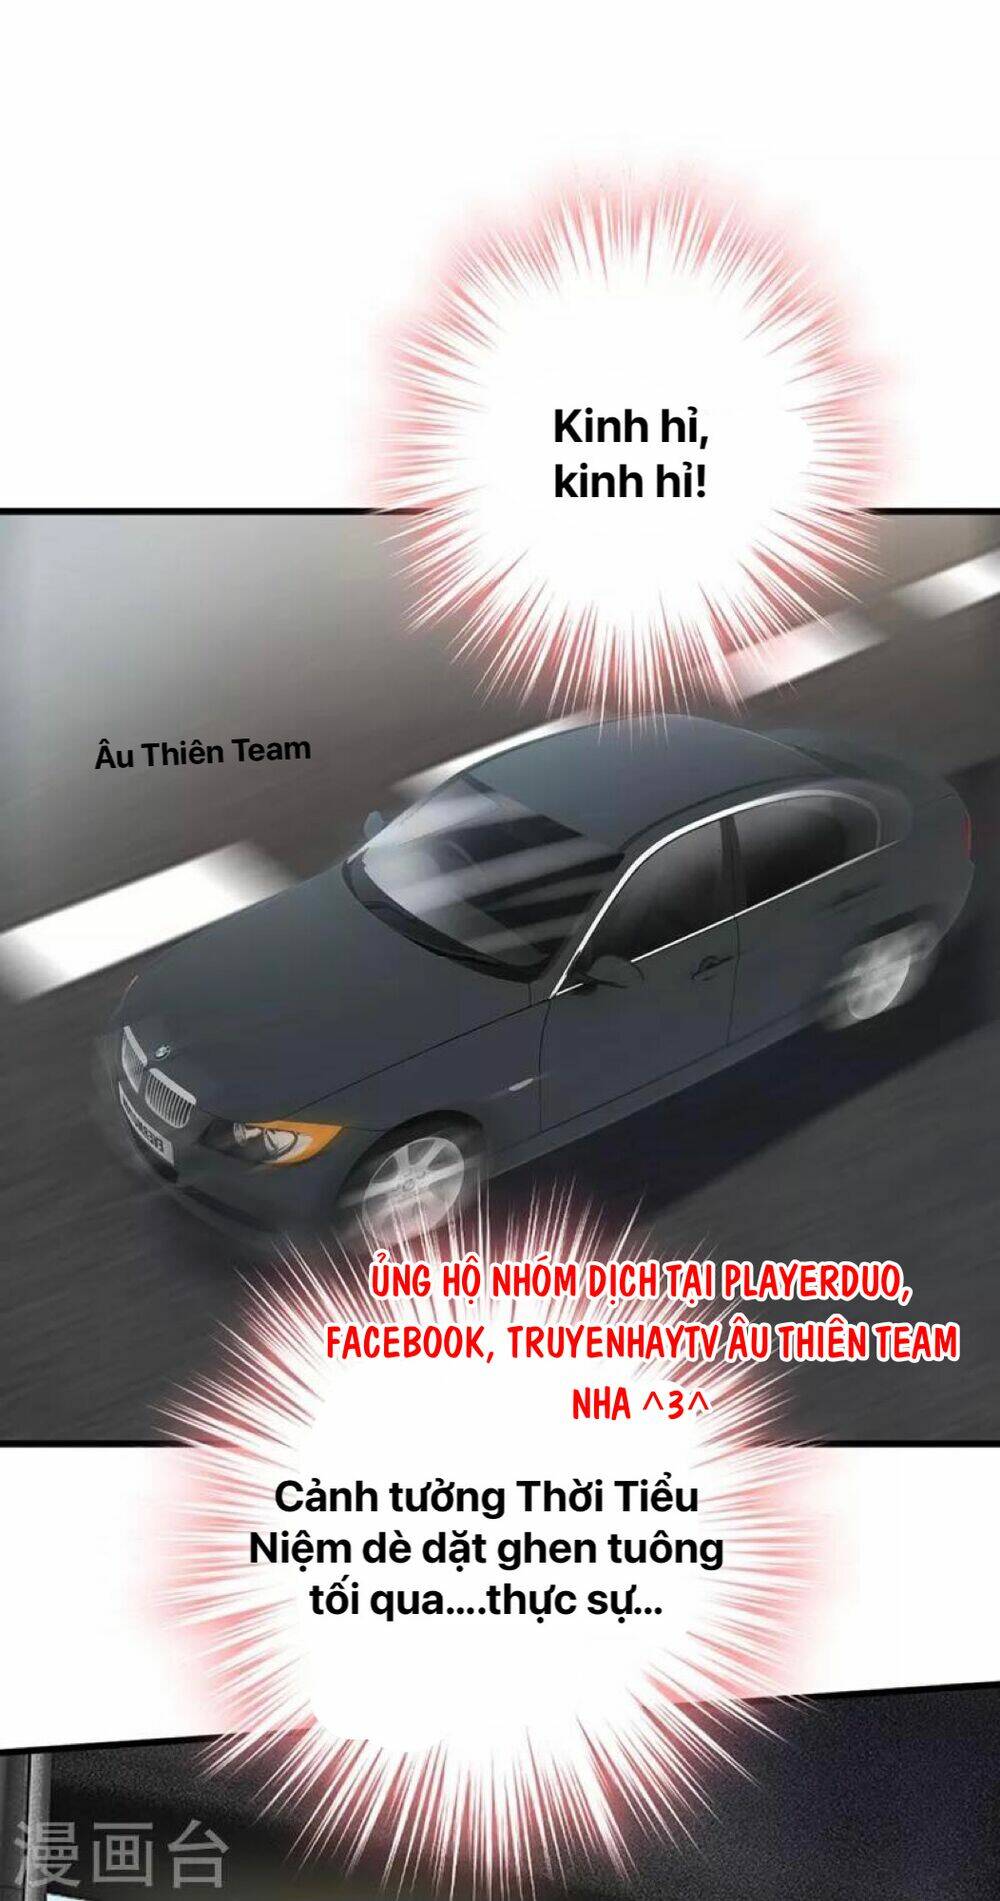 Kinh hỉ,
kinh hỉ!
Âu Thiên Team
ỦNG HỘ NHÓM DỊCH TẠI PLAYERDUO,
FACEBOOK, TRUYENHAYTV ÂU THIÊN TEAM
NHA ^3^
Cảnh tưởng Thời Tiểu
Niệm dè dặt ghen tuông
tối qua....thực sự...
漫画台